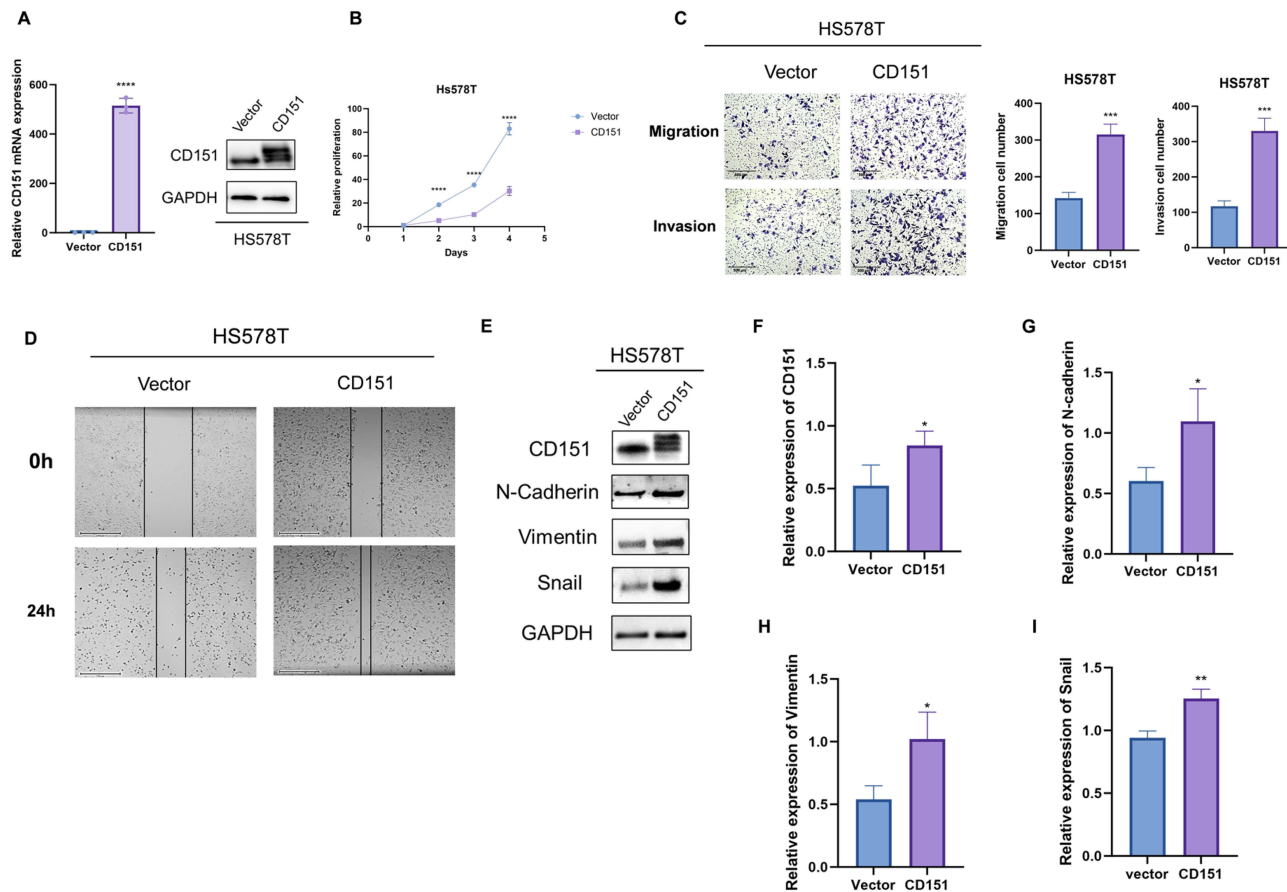 A
Relative CD151 mRNA expression
600
400
200
0
****
Vector CD151
Vector CD151
CD151
GAPDH
HS578T
B
Hs578T
Relative proliferation
100
80
60
40
20
0
0 1 2 3 4 5
Days
****
****
****
Vector
CD151
C
HS578T
Vector CD151
Migration
Invasion
HS578T
Migration cell number
400
300
200
100
0
***
Vector CD151
HS578T
Invasion cell number
400
300
200
100
0
***
Vector CD151
D
HS578T
Vector CD151
0h
24h
E
HS578T
Vector CD151
CD151
N-Cadherin
Vimentin
Snail
GAPDH
F
Relative expression of CD151
1.5
1.0
0.5
0.0
*
Vector CD151
G
Relative expression of N-cadherin
1.5
1.0
0.5
0.0
*
Vector CD151
H
Relative expression of Vimentin
1.5
1.0
0.5
0.0
*
Vector CD151
I
Relative expression of Snail
1.5
1.0
0.5
0.0
**
vector CD151